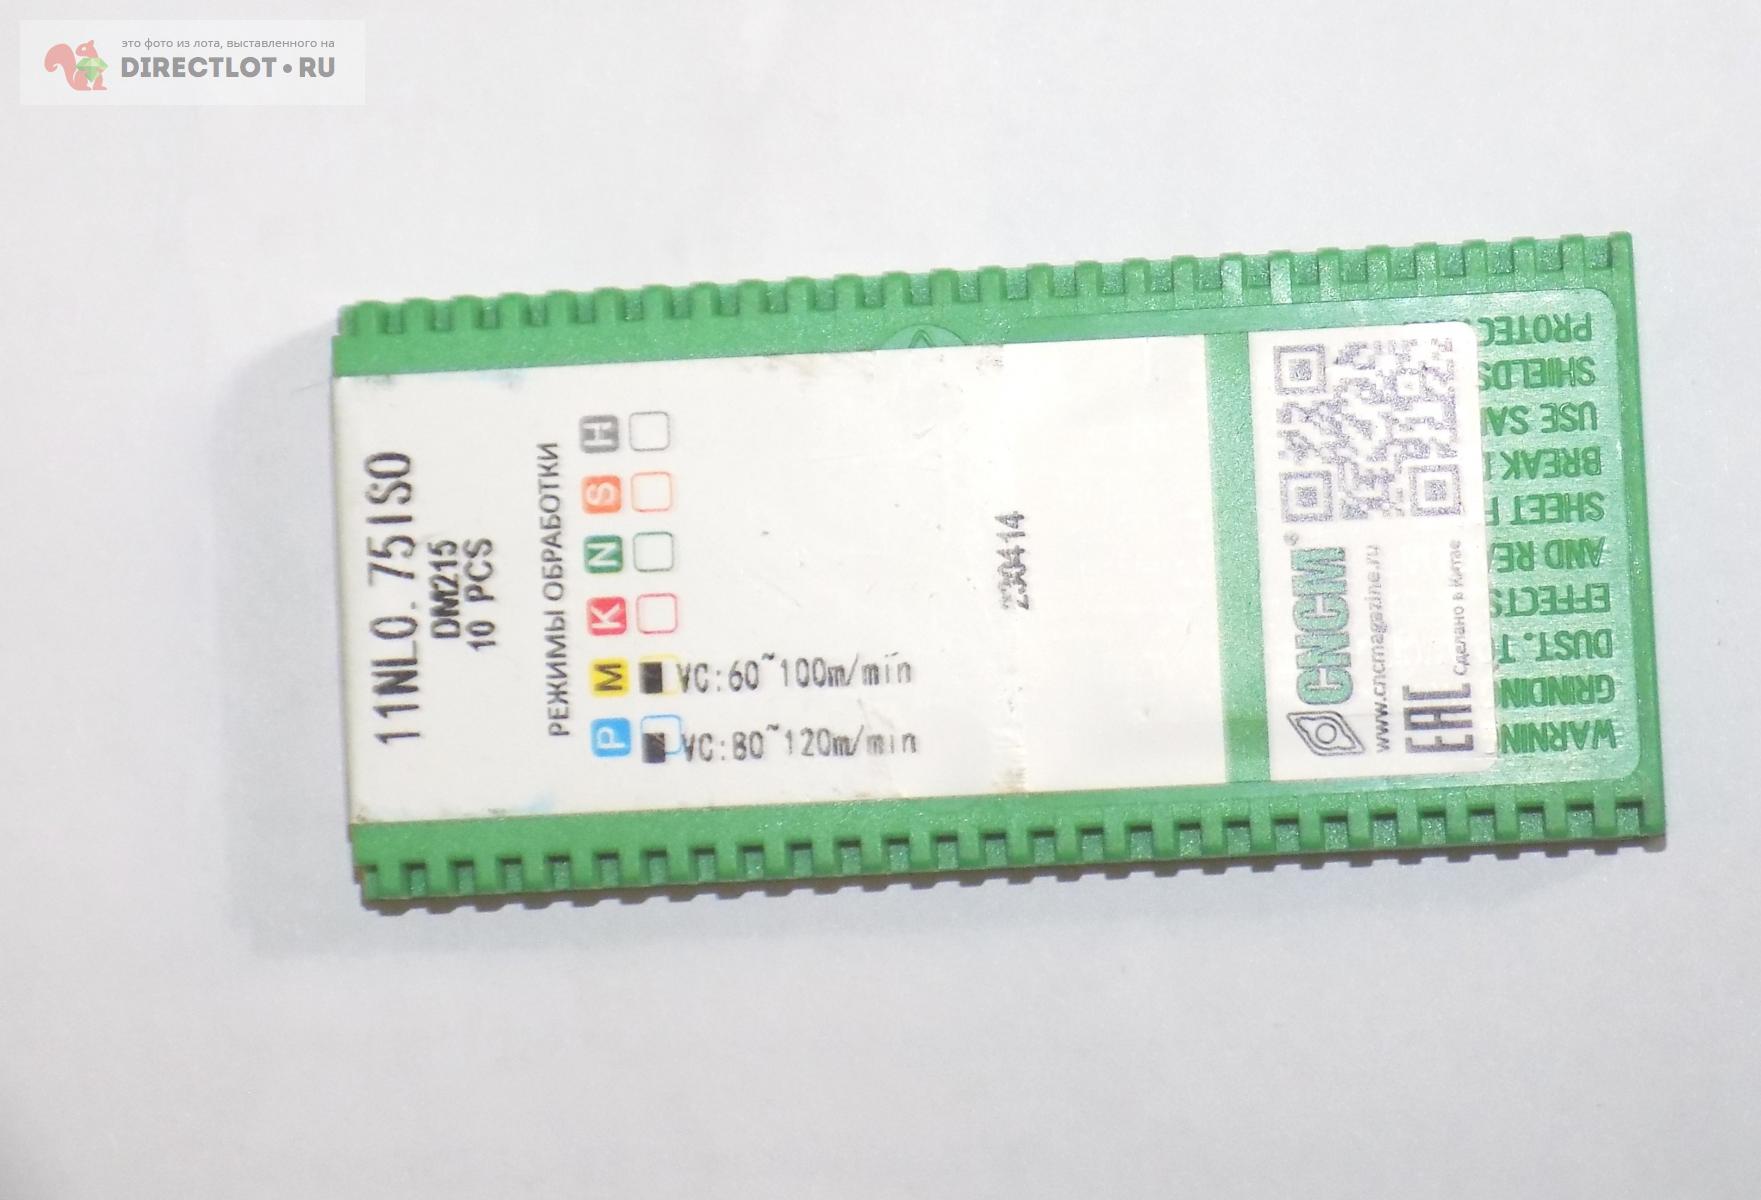 это фото из лота, выставленного на
DIRECTLOT•RU
11NL0.75ISO
DM215
10 PCS
РЕЖИМЫ ОБРАБОТКИ
P VC:80~120m/min
M VC:60~100m/min
K
N
S
H
230414
CNCM®
www.cncmagazine.ru
EAC Сделано в Китае
WARNIN
GRINDIN
DUST. T
EFFECTS
AND REA
SHEET F
BREAK
USE SA
SHIELDS
PROTEC